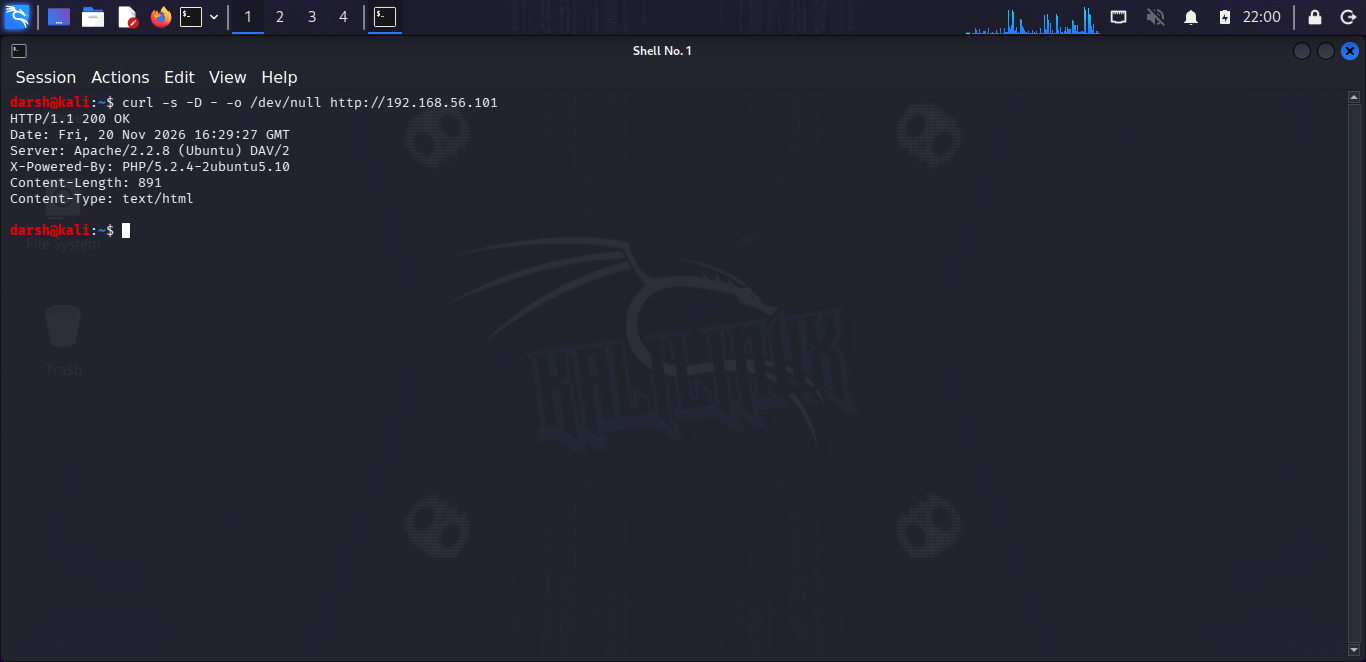 1 2 3 4 22:00
Shell No. 1
Session Actions Edit View Help
darsh@kali:~$ curl -s -D - -o /dev/null http://192.168.56.101
HTTP/1.1 200 OK
Date: Fri, 20 Nov 2026 16:29:27 GMT
Server: Apache/2.2.8 (Ubuntu) DAV/2
X-Powered-By: PHP/5.2.4-2ubuntu5.10
Content-Length: 891
Content-Type: text/html
darsh@kali:~$
File System
Trash
KALI LINUX